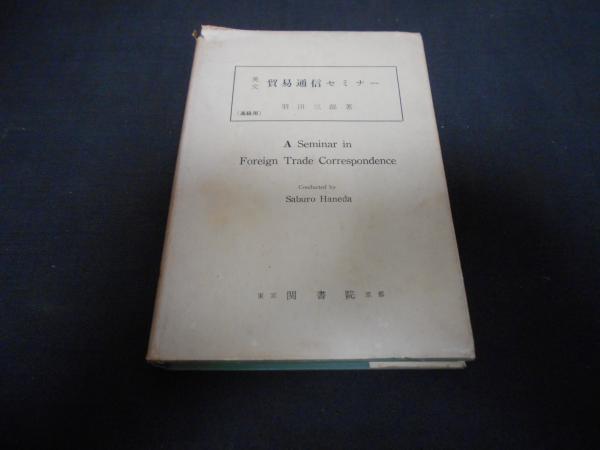 英文 貿易通信セミナー
羽田三郎著
(高級用)
A Seminar in
Foreign Trade Correspondence
Conducted by
Saburo Haneda
東京 関書院 京都